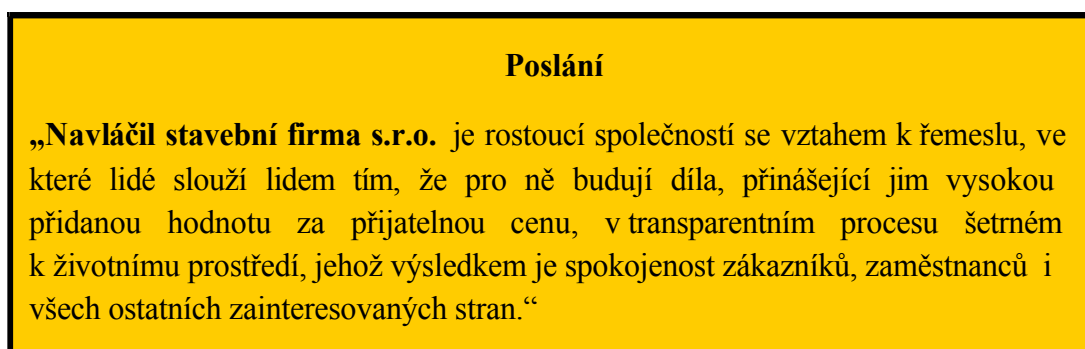 Poslání
„Navláčil stavební firma s.r.o. je rostoucí společností se vztahem k řemeslu, ve
které lidé slouží lidem tím, že pro ně budují díla, přinášející jim vysokou
přidanou hodnotu za přijatelnou cenu, v transparentním procesu šetrném
k životnímu prostředí, jehož výsledkem je spokojenost zákazníků, zaměstnanců i
všech ostatních zainteresovaných stran.“